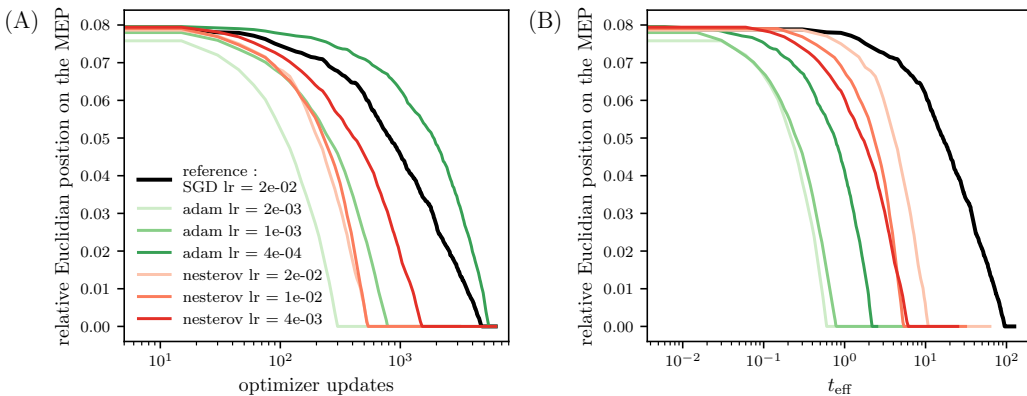 (A)
relative Euclidian position on the MEP
0.08
0.07
0.06
0.05
0.04
0.03
0.02
0.01
0.00
reference :
SGD lr = 2e-02
adam lr = 2e-03
adam lr = 1e-03
adam lr = 4e-04
nesterov lr = 2e-02
nesterov lr = 1e-02
nesterov lr = 4e-03
10¹
10²
10³
optimizer updates
(B)
relative Euclidian position on the MEP
0.08
0.07
0.06
0.05
0.04
0.03
0.02
0.01
0.00
10⁻²
10⁻¹
10⁰
10¹
10²
t_eff